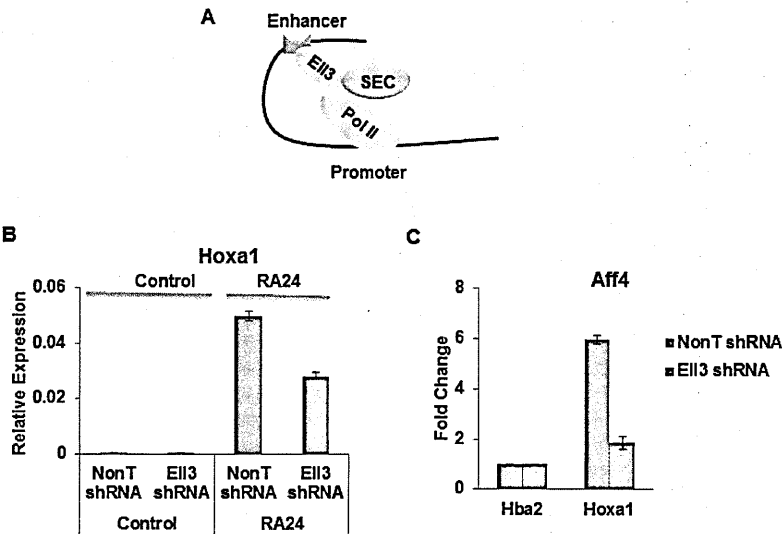 A
Enhancer
Ell3
SEC
Pol II
Promoter
B
Hoxa1
Control
RA24
Relative Expression
0.06
0.04
0.02
0
NonT
shRNA
Ell3
shRNA
NonT
shRNA
Ell3
shRNA
Control
RA24
C
Aff4
Fold Change
8
6
4
2
0
Hba2
Hoxa1
NonT shRNA
Ell3 shRNA